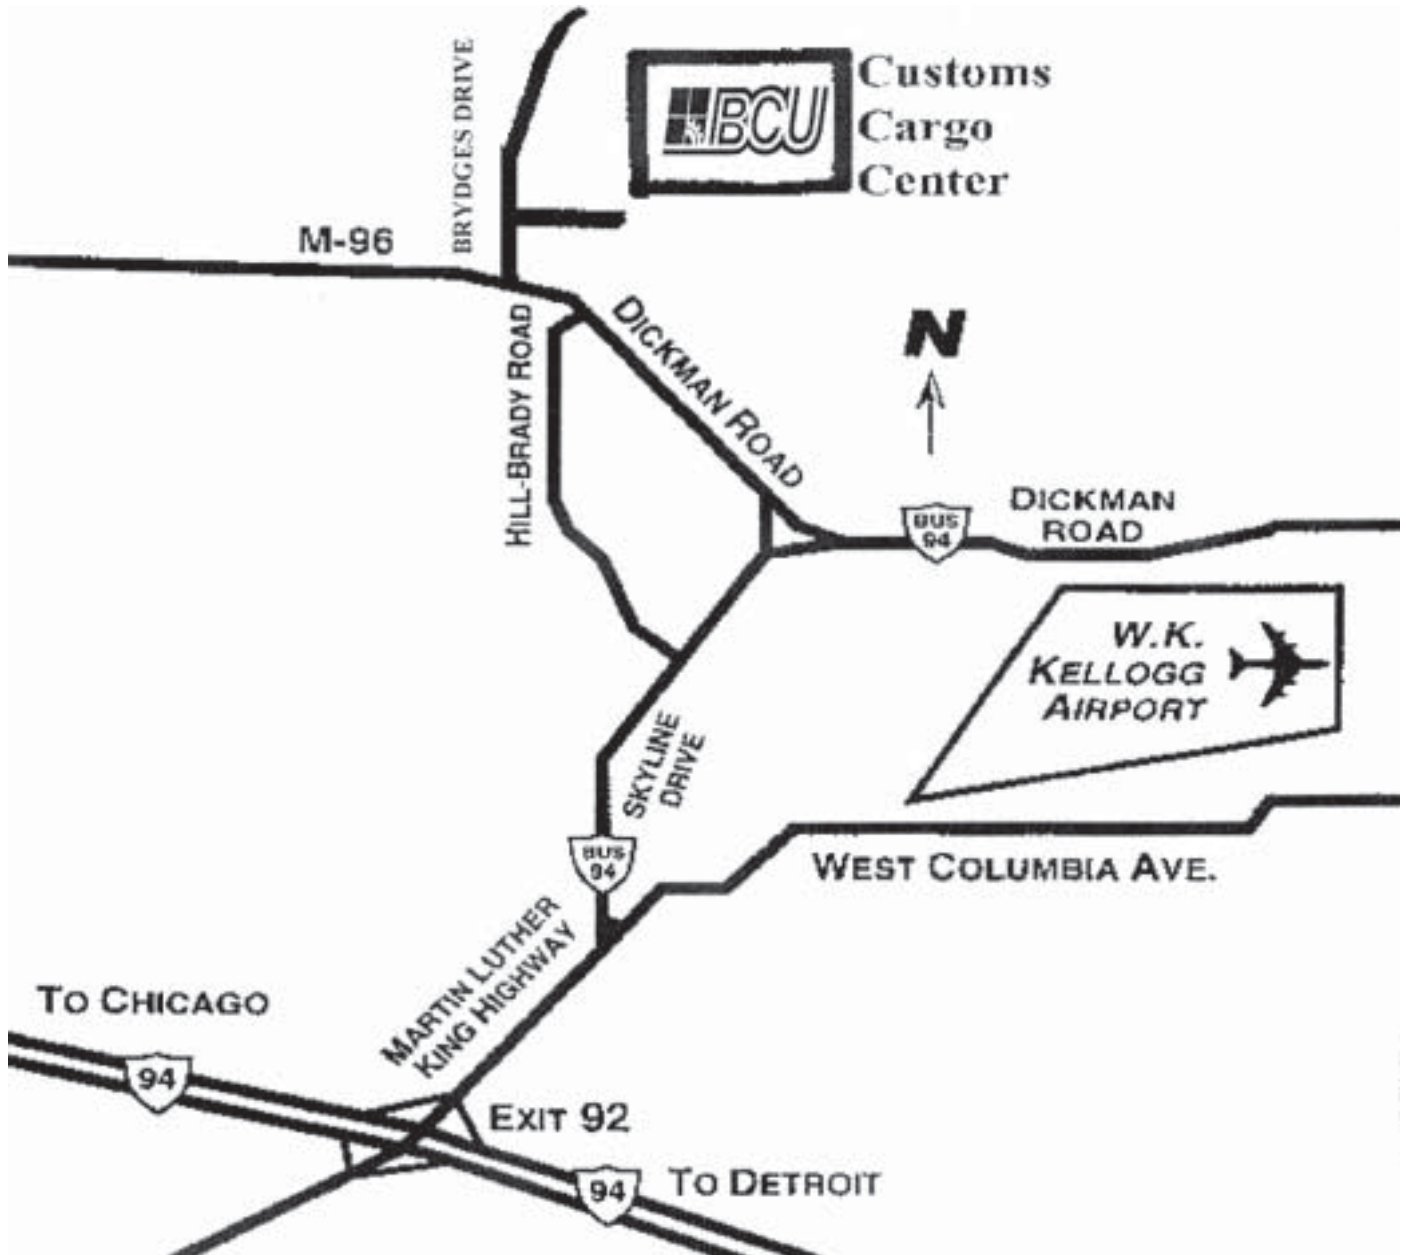 BRYDGES DRIVE
BCU
Customs
Cargo
Center
M-96
HILL-BRADY ROAD
DICKMAN ROAD
N
BUS
94
DICKMAN
ROAD
W.K.
KELLOGG
AIRPORT
SKYLINE
DRIVE
BUS
94
WEST COLUMBIA AVE.
MARTIN LUTHER
KING HIGHWAY
TO CHICAGO
94
EXIT 92
94
TO DETROIT